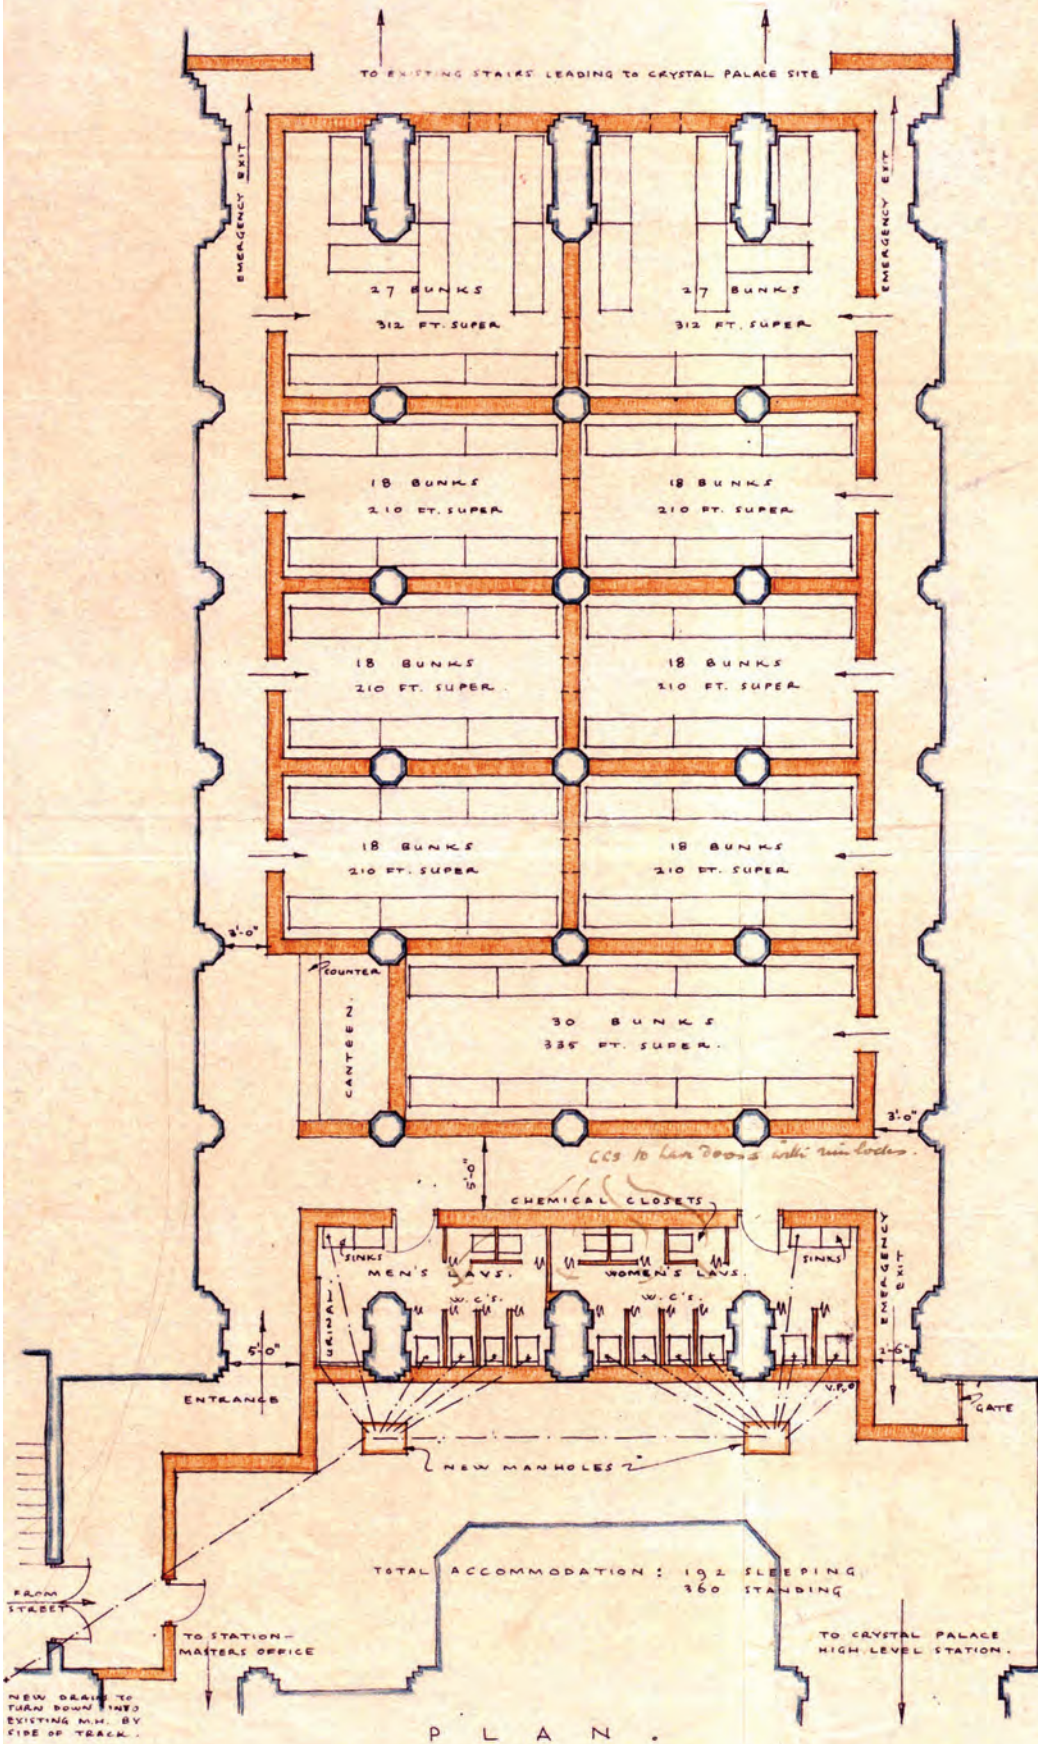 TO EXISTING STAIRS LEADING TO CRYSTAL PALACE SITE
EMERGENCY EXIT
EMERGENCY EXIT
27 BUNKS
312 FT. SUPER
27 BUNKS
312 FT. SUPER
18 BUNKS
210 FT. SUPER
18 BUNKS
210 FT. SUPER
18 BUNKS
210 FT. SUPER.
18 BUNKS
210 FT. SUPER.
18 BUNKS
210 FT. SUPER
18 BUNKS
210 FT. SUPER
3'-0"
COUNTER
CANTEEN.
30 BUNKS
335 FT. SUPER.
3'-0"
to have Doors with rim locks.
5'-0"
CHEMICAL CLOSETS
SINKS
MEN'S LAVS.
WOMEN'S LAVS.
SINKS
W.C's.
W.C's.
URINAL
EMERGENCY
EXIT
5'-0"
2'-6"
ENTRANCE
V.P.
GATE
NEW MANHOLES
TOTAL ACCOMMODATION: 192 SLEEPING
360 STANDING
FROM
STREET
TO STATION-
MASTERS OFFICE
TO CRYSTAL PALACE
HIGH LEVEL STATION.
NEW DRAIN TO
TURN DOWN INTO
EXISTING M.H. BY
SIDE OF TRACK.
PLAN.